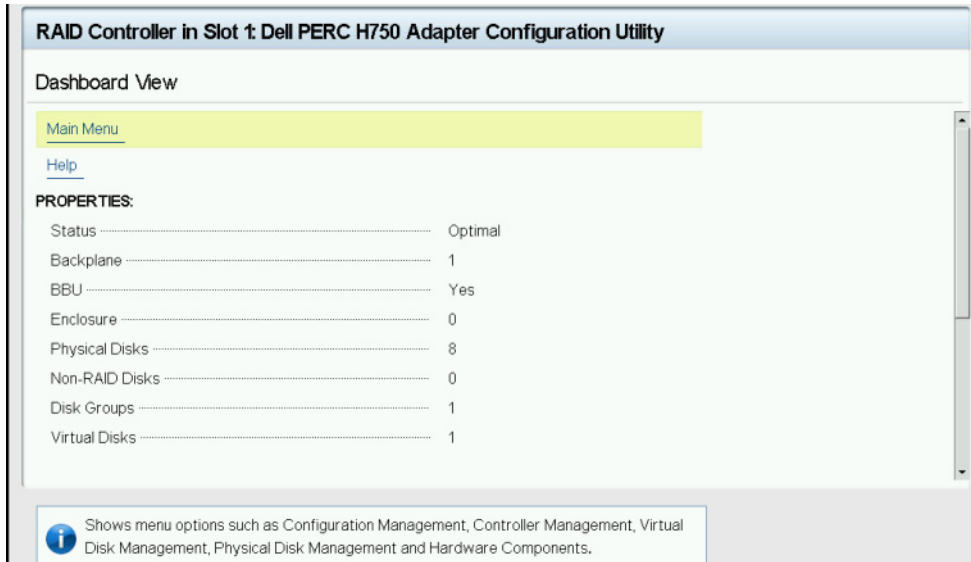 RAID Controller in Slot 1: Dell PERC H750 Adapter Configuration Utility
Dashboard View
Main Menu
Help
PROPERTIES:
Status Optimal
Backplane 1
BBU Yes
Enclosure 0
Physical Disks 8
Non-RAID Disks 0
Disk Groups 1
Virtual Disks 1
Shows menu options such as Configuration Management, Controller Management, Virtual
Disk Management, Physical Disk Management and Hardware Components.